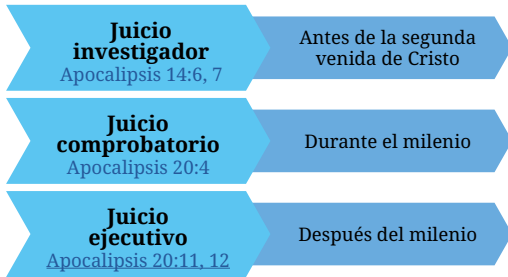 Juicio
investigador
Apocalipsis 14:6, 7
Antes de la segunda
venida de Cristo
Juicio
comprobatorio
Apocalipsis 20:4
Durante el milenio
Juicio
ejecutivo
Apocalipsis 20:11, 12
Después del milenio